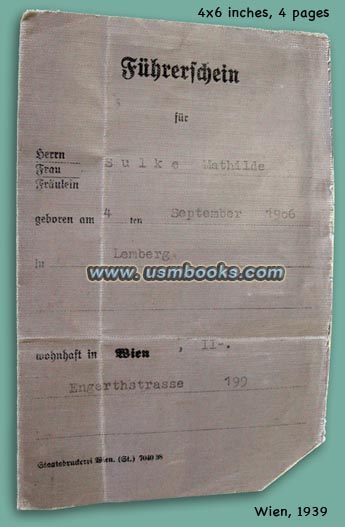 4x6 inches, 4 pages
Führerschein
für
Herrn
Frau Sulke Mathilde
Fräulein
geboren am 4 ten September 1906
in Lemberg
www.usmbooks.com
wohnhaft in Wien, II-.
Engerthstrasse 199
Staatsdruckerei Wien. (St.) 7040 38
Wien, 1939